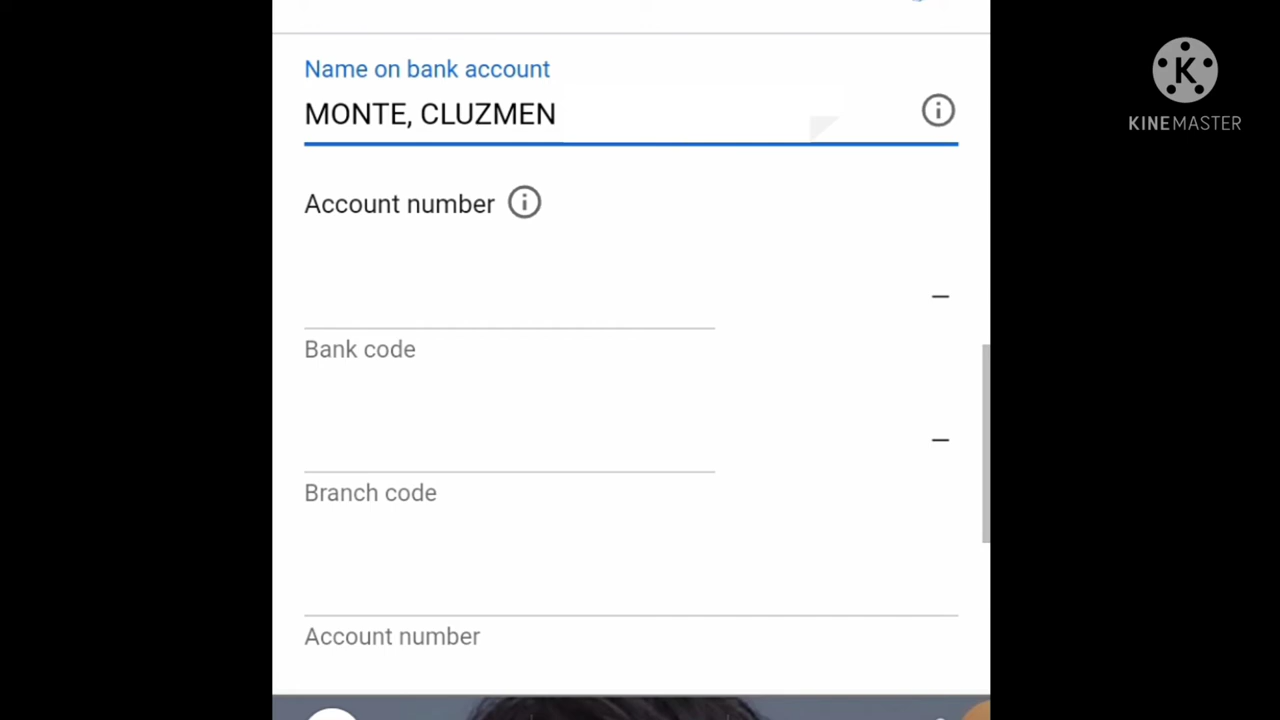 Name on bank account
MONTE, CLUZMEN
Account number
Bank code
Branch code
Account number
KINEMASTER